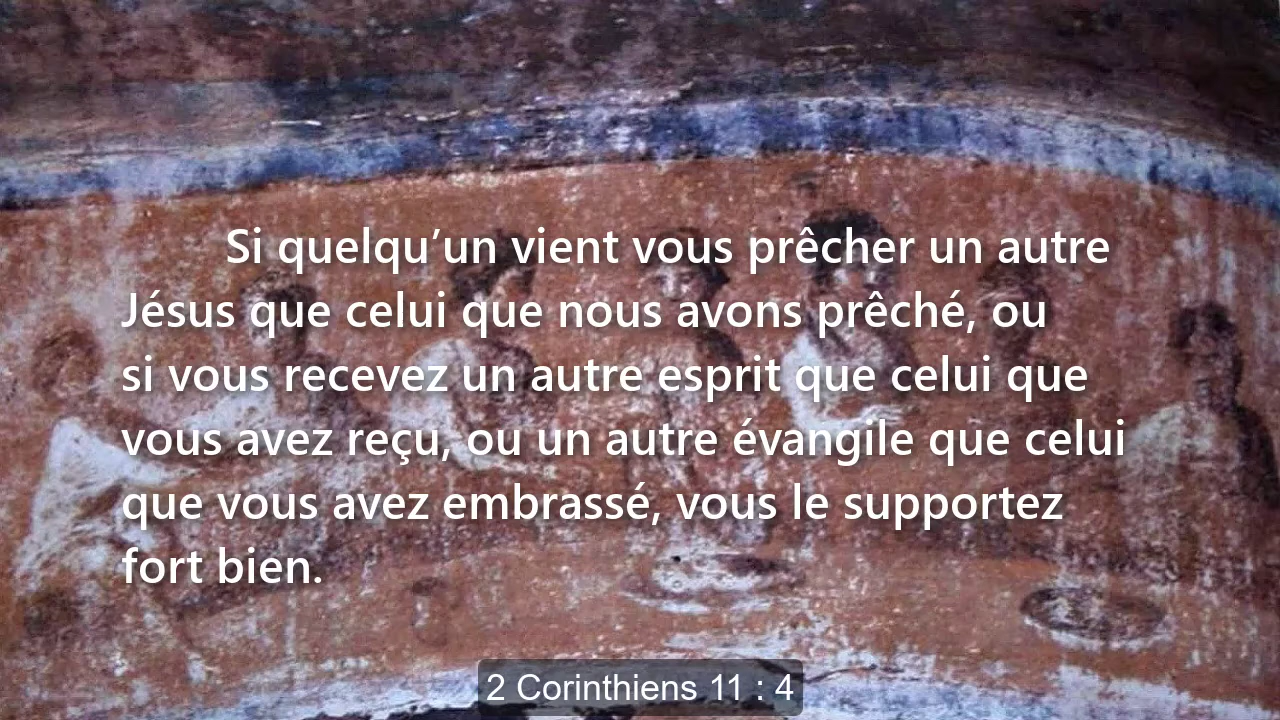 Si quelqu’un vient vous prêcher un autre
Jésus que celui que nous avons prêché, ou
si vous recevez un autre esprit que celui que
vous avez reçu, ou un autre évangile que celui
que vous avez embrassé, vous le supportez
fort bien.
2 Corinthiens 11 : 4